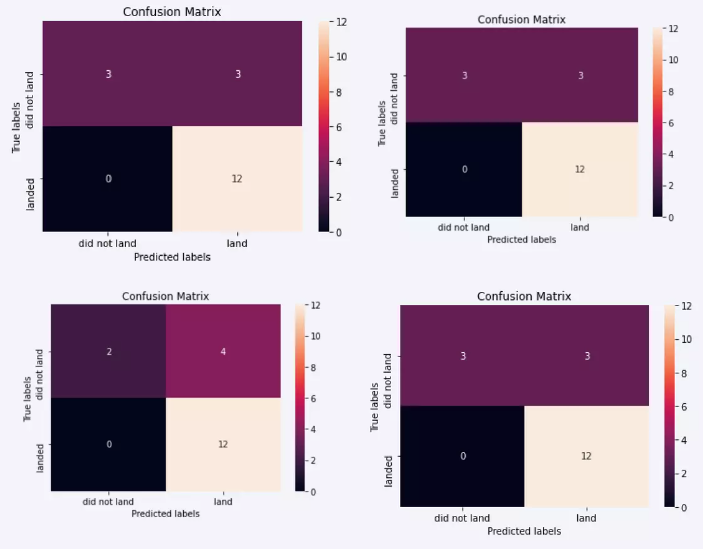 Confusion Matrix
True labels
did not land
landed
3 3
0 12
did not land land
Predicted labels
12
10
8
6
4
2
0
Confusion Matrix
True labels
did not land
landed
3 3
0 12
did not land land
Predicted labels
12
10
8
6
4
2
0
Confusion Matrix
True labels
did not land
landed
2 4
0 12
did not land land
Predicted labels
12
10
8
6
4
2
0
Confusion Matrix
True labels
did not land
landed
3 3
0 12
did not land land
Predicted labels
12
10
8
6
4
2
0